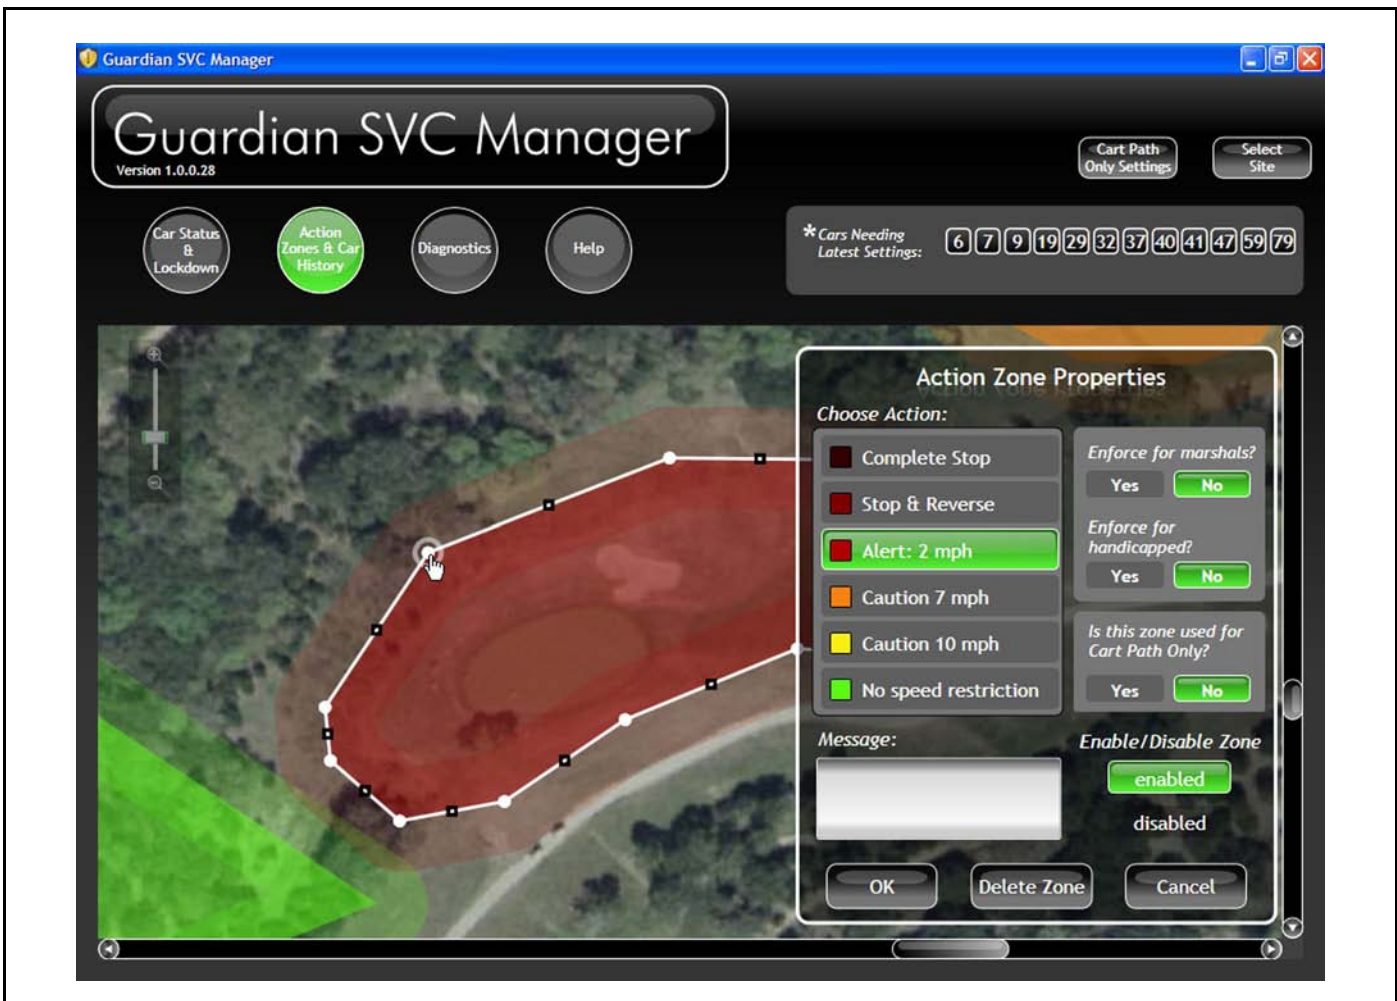 Guardian SVC Manager
Guardian SVC Manager
Version 1.0.0.28
Cart Path
Only Settings
Select
Site
Car Status
&
Lockdown
Action
Zones & Car
History
Diagnostics
Help
*Cars Needing
Latest Settings:
6 7 9 19 29 32 37 40 41 47 59 79
Action Zone Properties
Choose Action:
Complete Stop
Stop & Reverse
Alert: 2 mph
Caution 7 mph
Caution 10 mph
No speed restriction
Enforce for marshals?
Yes No
Enforce for
handicapped?
Yes No
Is this zone used for
Cart Path Only?
Yes No
Message:
Enable/Disable Zone
enabled
disabled
OK Delete Zone Cancel